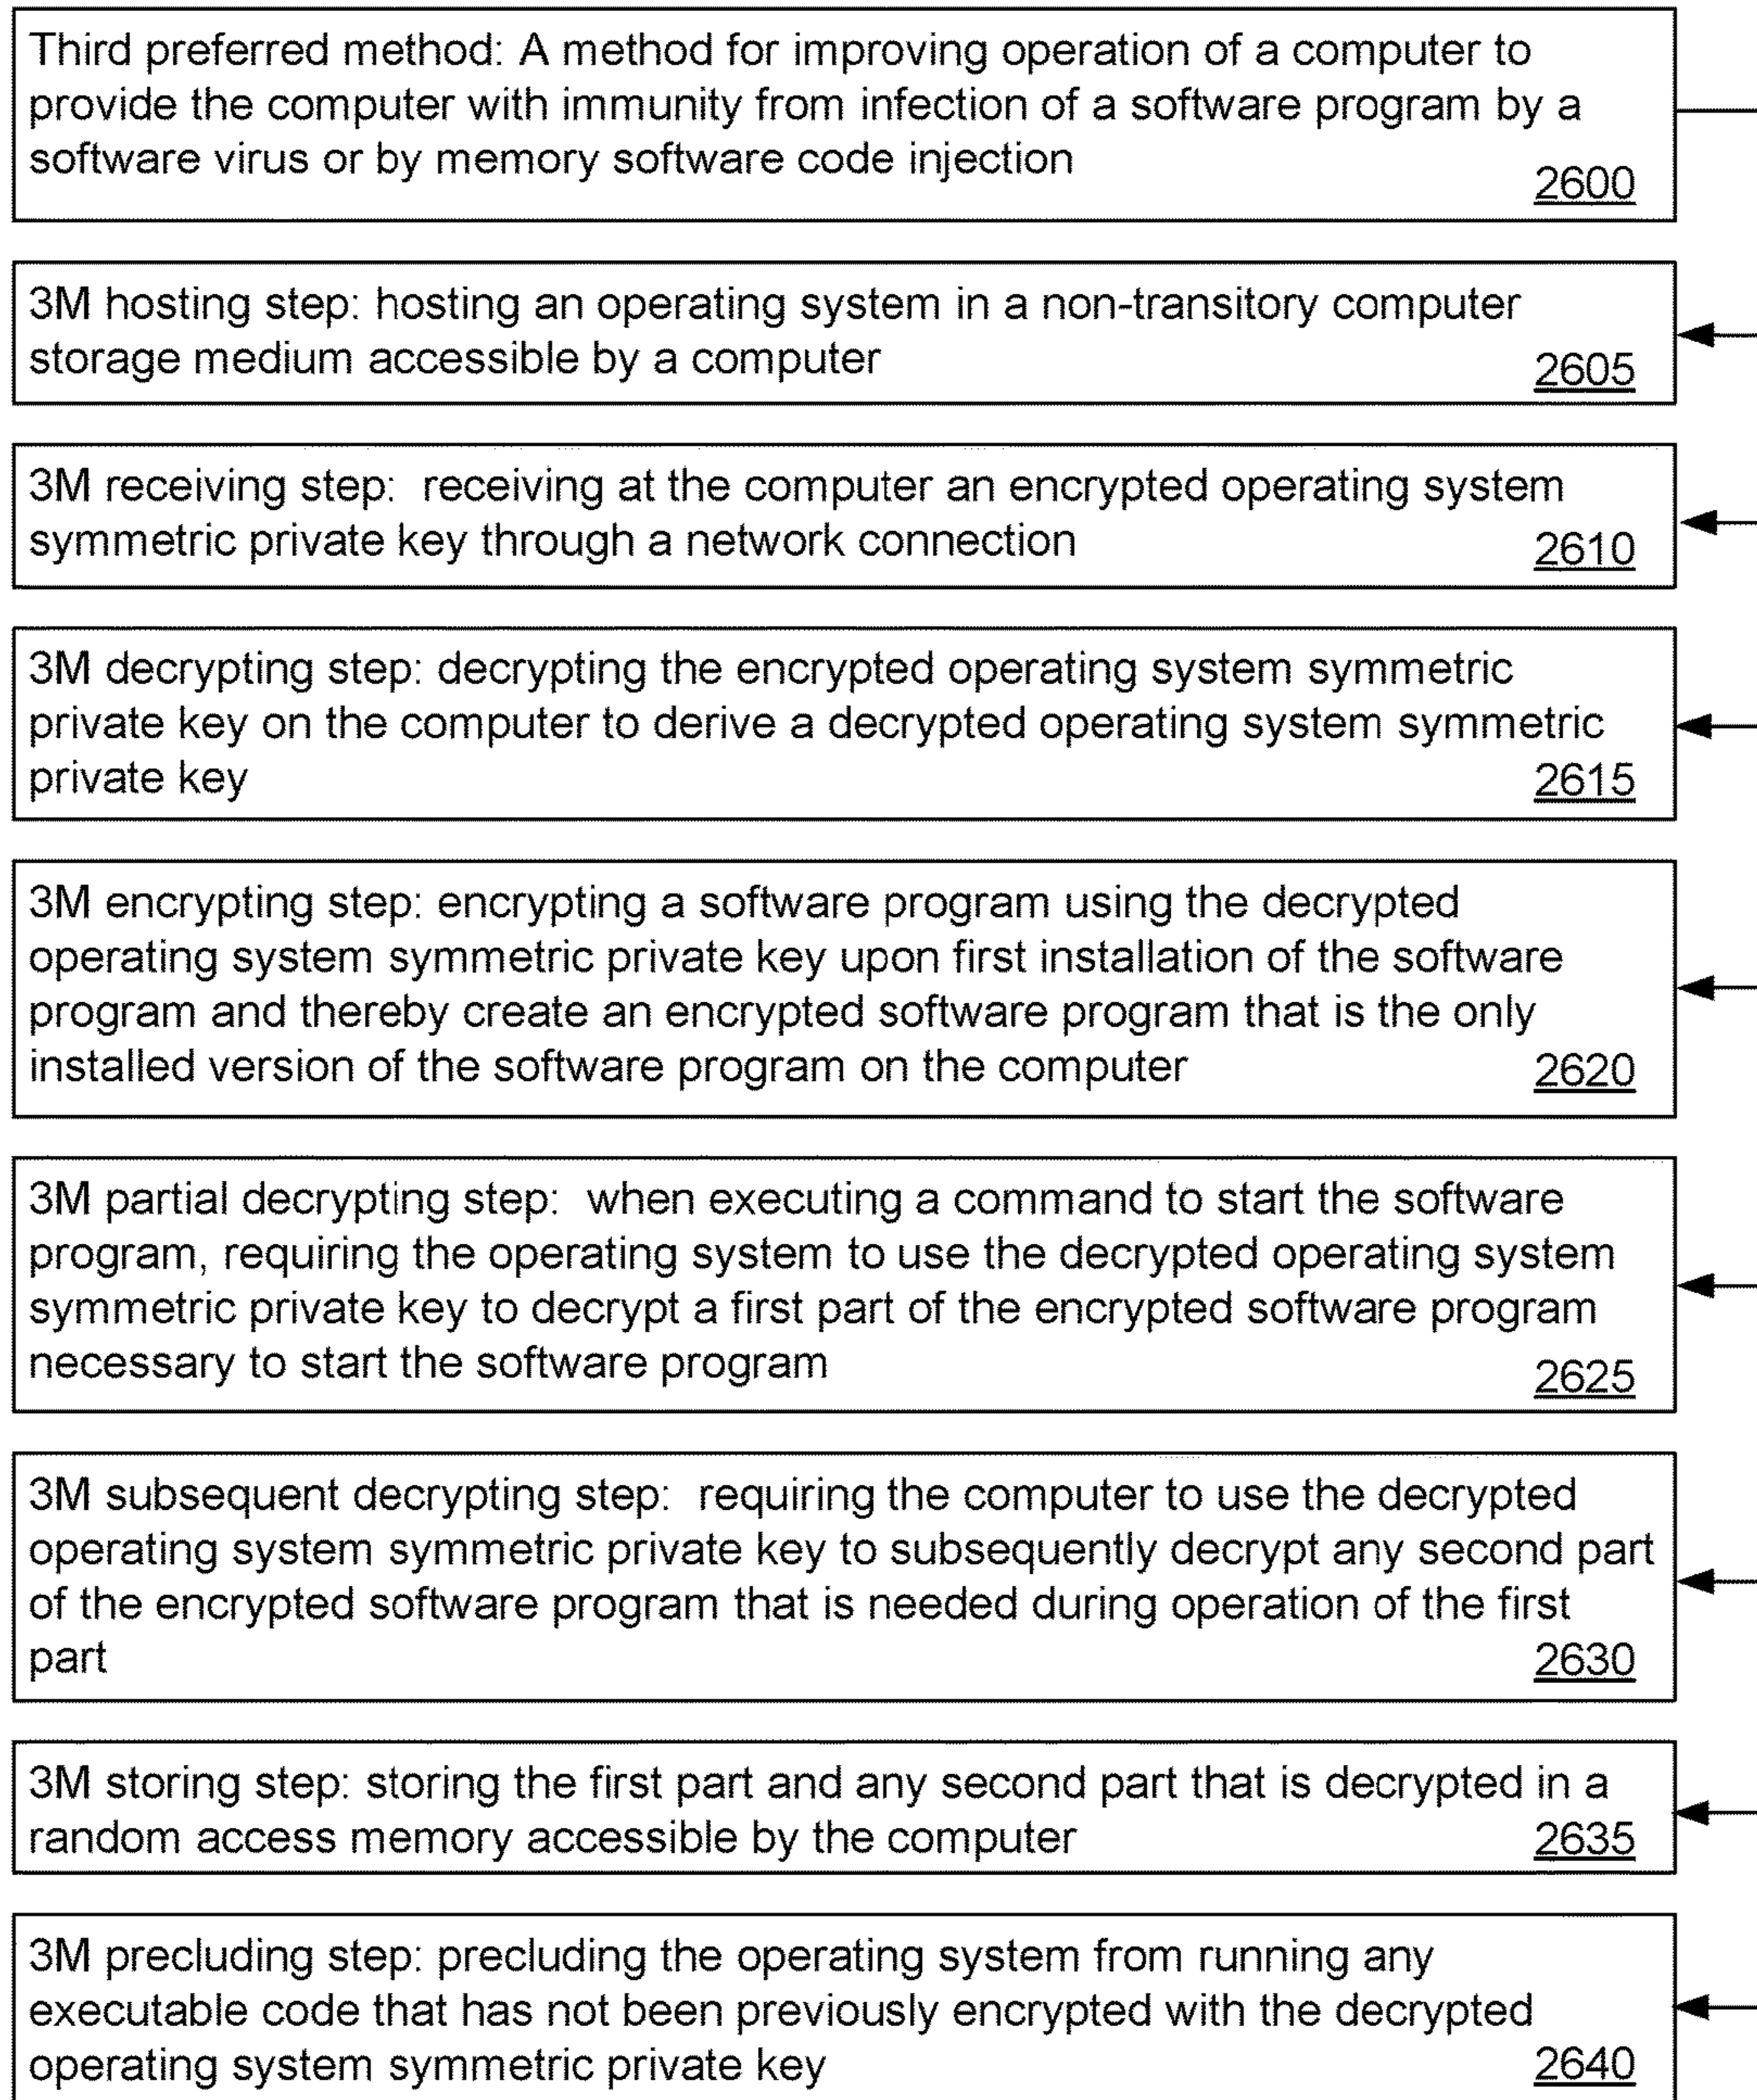 Third preferred method: A method for improving operation of a computer to
provide the computer with immunity from infection of a software program by a
software virus or by memory software code injection
2600
3M hosting step: hosting an operating system in a non-transitory computer
storage medium accessible by a computer
2605
3M receiving step: receiving at the computer an encrypted operating system
symmetric private key through a network connection
2610
3M decrypting step: decrypting the encrypted operating system symmetric
private key on the computer to derive a decrypted operating system symmetric
private key
2615
3M encrypting step: encrypting a software program using the decrypted
operating system symmetric private key upon first installation of the software
program and thereby create an encrypted software program that is the only
installed version of the software program on the computer
2620
3M partial decrypting step: when executing a command to start the software
program, requiring the operating system to use the decrypted operating system
symmetric private key to decrypt a first part of the encrypted software program
necessary to start the software program
2625
3M subsequent decrypting step: requiring the computer to use the decrypted
operating system symmetric private key to subsequently decrypt any second part
of the encrypted software program that is needed during operation of the first
part
2630
3M storing step: storing the first part and any second part that is decrypted in a
random access memory accessible by the computer
2635
3M precluding step: precluding the operating system from running any
executable code that has not been previously encrypted with the decrypted
operating system symmetric private key
2640